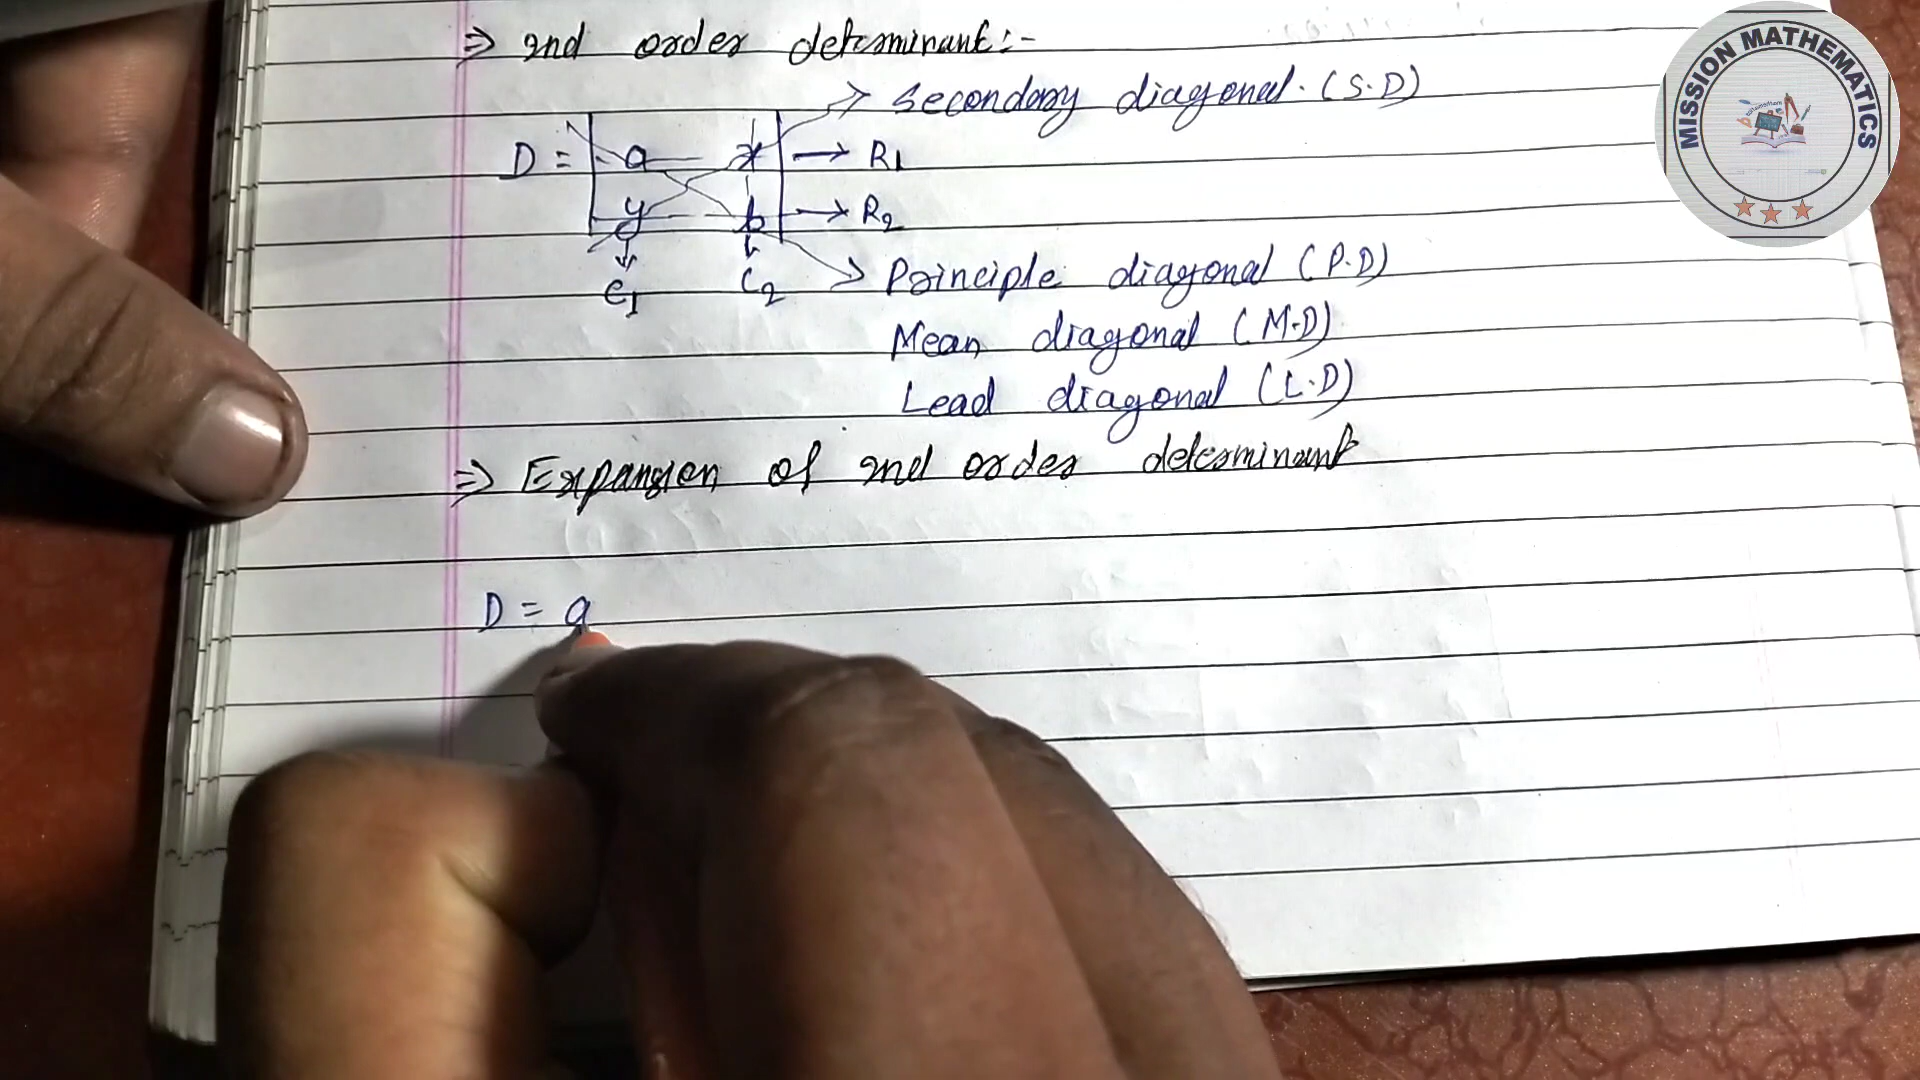 ⇒ 2nd order determinant:-
→ Secondary diagonal. (S.D)
D = | a x | → R1
| y b | → R2
C1 C2
→ Principle diagonal (P.D)
Mean diagonal (M.D)
Lead diagonal (L.D)
⇒ Expansion of 2nd order determinant
D = a
MISSION MATHEMATICS